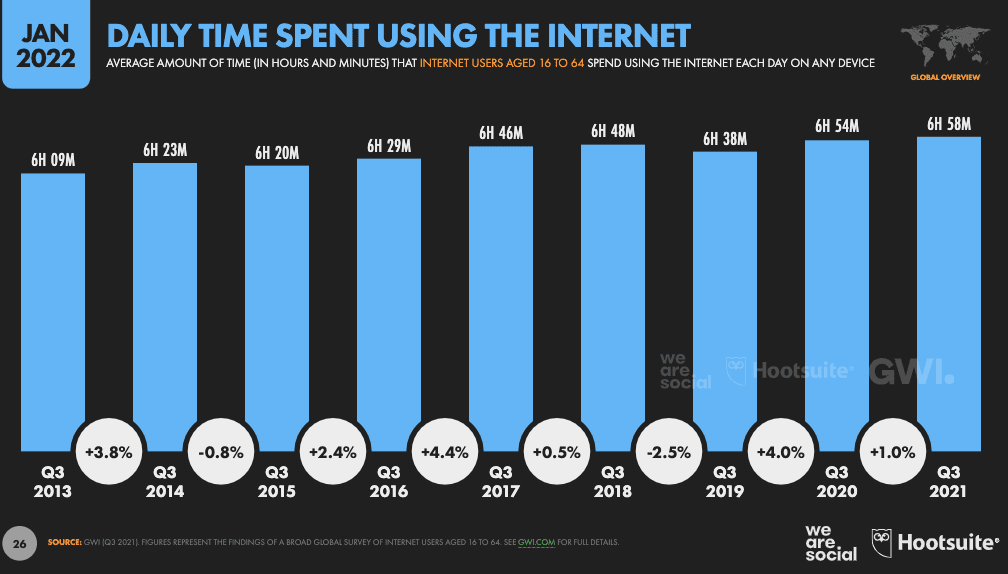 JAN
2022
DAILY TIME SPENT USING THE INTERNET
AVERAGE AMOUNT OF TIME (IN HOURS AND MINUTES) THAT INTERNET USERS AGED 16 TO 64 SPEND USING THE INTERNET EACH DAY ON ANY DEVICE
GLOBAL OVERVIEW
6H 09M
6H 23M
6H 20M
6H 29M
6H 46M
6H 48M
6H 38M
6H 54M
6H 58M
we
are
social
Hootsuite®
GWI.
+3.8%
-0.8%
+2.4%
+4.4%
+0.5%
-2.5%
+4.0%
+1.0%
Q3
2013
Q3
2014
Q3
2015
Q3
2016
Q3
2017
Q3
2018
Q3
2019
Q3
2020
Q3
2021
26
SOURCE: GWI (Q3 2021). FIGURES REPRESENT THE FINDINGS OF A BROAD GLOBAL SURVEY OF INTERNET USERS AGED 16 TO 64. SEE GWI.COM FOR FULL DETAILS.
we
are
social
Hootsuite®